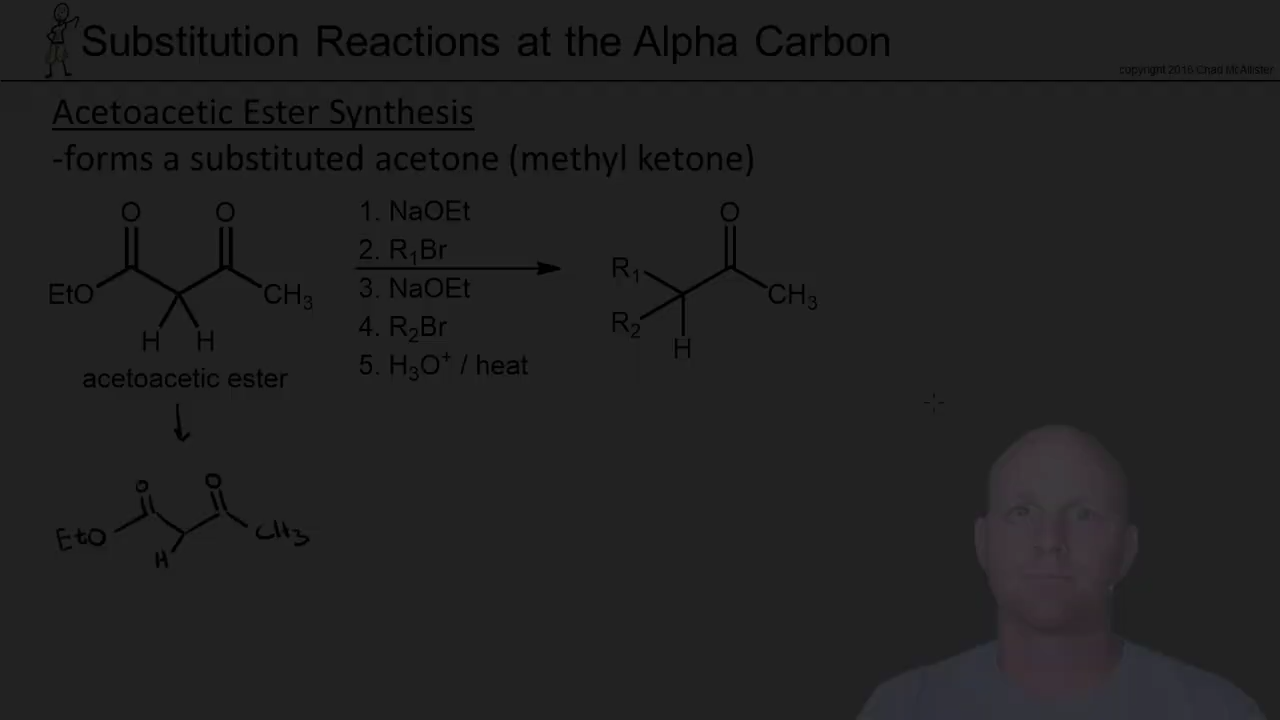 Substitution Reactions at the Alpha Carbon
copyright 2016 Chad McAllister
Acetoacetic Ester Synthesis
-forms a substituted acetone (methyl ketone)
O O
EtO CH3
H H
acetoacetic ester
1. NaOEt
2. R1Br
3. NaOEt
4. R2Br
5. H3O+ / heat
O
R1
CH3
R2
H
O O
EtO CH3
H